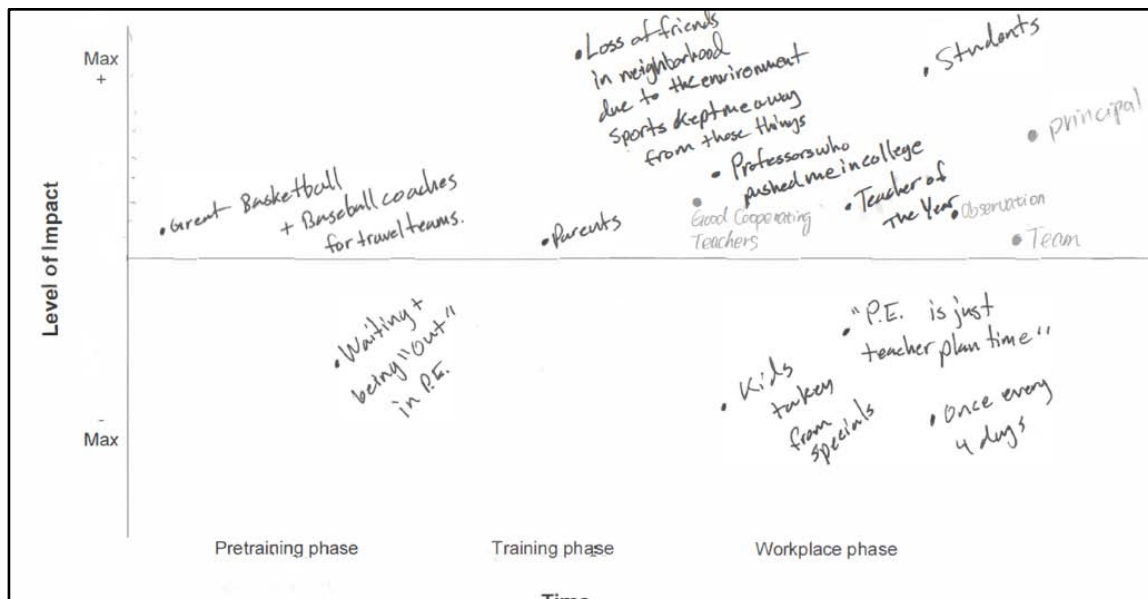 Max
+
Level of Impact
-
Max
•Great Basketball
+ Baseball coaches
for travel teams.
•Waiting +
being "Out"
in P.E.
•Parents
•Loss of friends
in neighborhood
due to the environment
sports kept me away
from those things
•Professors who
pushed me in college
•Good Cooperating
Teachers
•Teacher of
The Year
•Observation
•Team
•Students
•principal
•Kids
taken
from
specials
•"P.E. is just
teacher plan time"
•Once every
4 days
Pretraining phase
Training phase
Workplace phase
Time